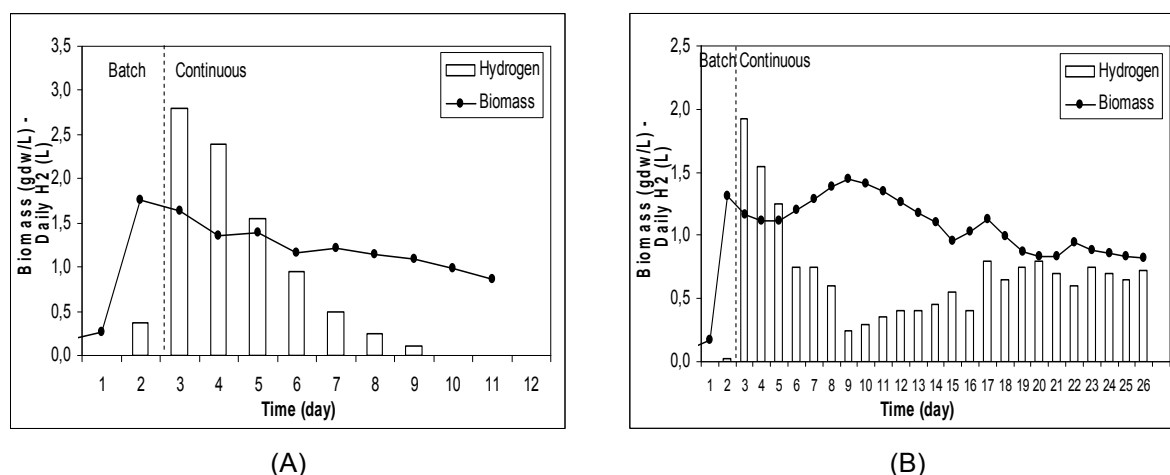 3,5
3,0
2,5
2,0
1,5
1,0
0,5
0,0
Biomass (gdw/L) -
Daily H2 (L)
Batch
Continuous
Hydrogen
Biomass
1 2 3 4 5 6 7 8 9 10 11 12
Time (day)
(A)
2,5
2,0
1,5
1,0
0,5
0,0
Biomass (gdw/L) -
Daily H2 (L)
Batch Continuous
Hydrogen
Biomass
1 2 3 4 5 6 7 8 9 10 11 12 13 14 15 16 17 18 19 20 21 22 23 24 25 26
Time (day)
(B)